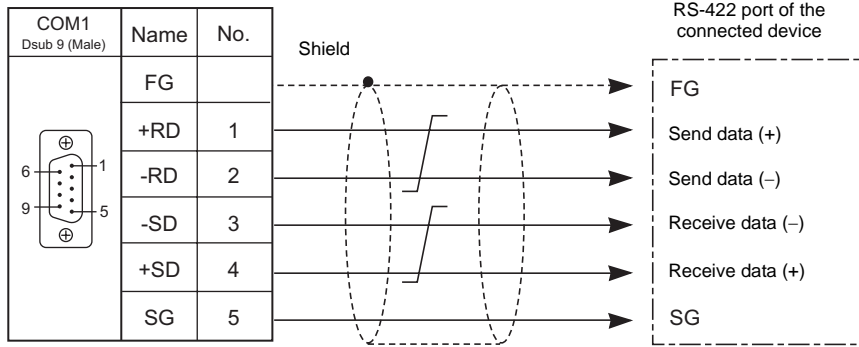 COM1
Dsub 9 (Male)
Name
No.
Shield
RS-422 port of the
connected device
FG
FG
+RD
1
Send data (+)
-RD
2
Send data (−)
-SD
3
Receive data (−)
+SD
4
Receive data (+)
SG
5
SG
6
1
9
5